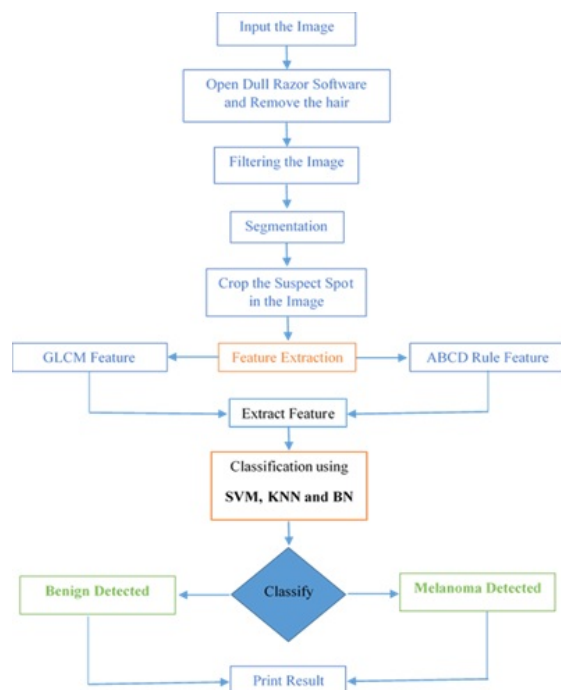 Input the Image
Open Dull Razor Software
and Remove the hair
Filtering the Image
Segmentation
Crop the Suspect Spot
in the Image
GLCM Feature
Feature Extraction
ABCD Rule Feature
Extract Feature
Classification using
SVM, KNN and BN
Classify
Benign Detected
Melanoma Detected
Print Result